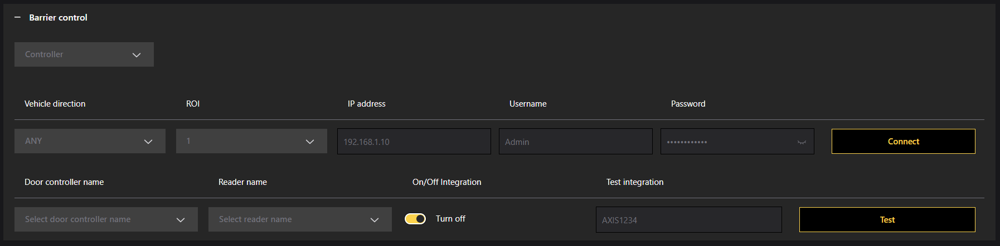 Barrier control
Controller
Vehicle direction ROI IP address Username Password
ANY 1 192.168.1.10 Admin •••••••••••• Connect
Door controller name Reader name On/Off Integration Test integration
Select door controller name Select reader name Turn off AXIS1234 Test